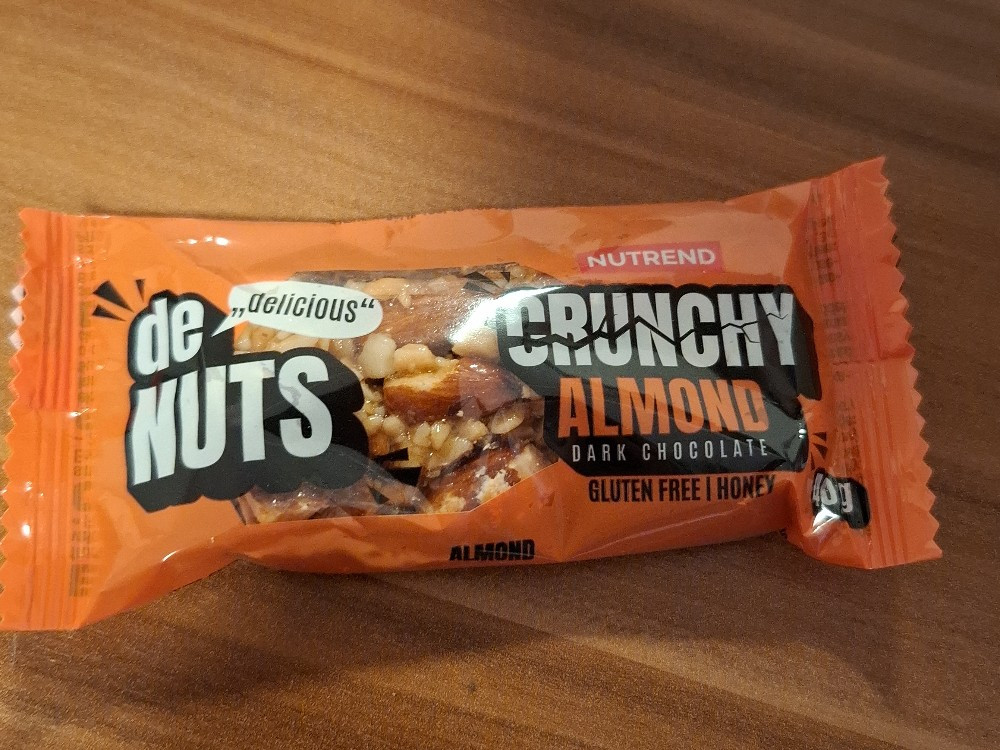 de
NUTS
„delicious“
NUTREND
CRUNCHY
ALMOND
DARK CHOCOLATE
GLUTEN FREE | HONEY
ALMOND